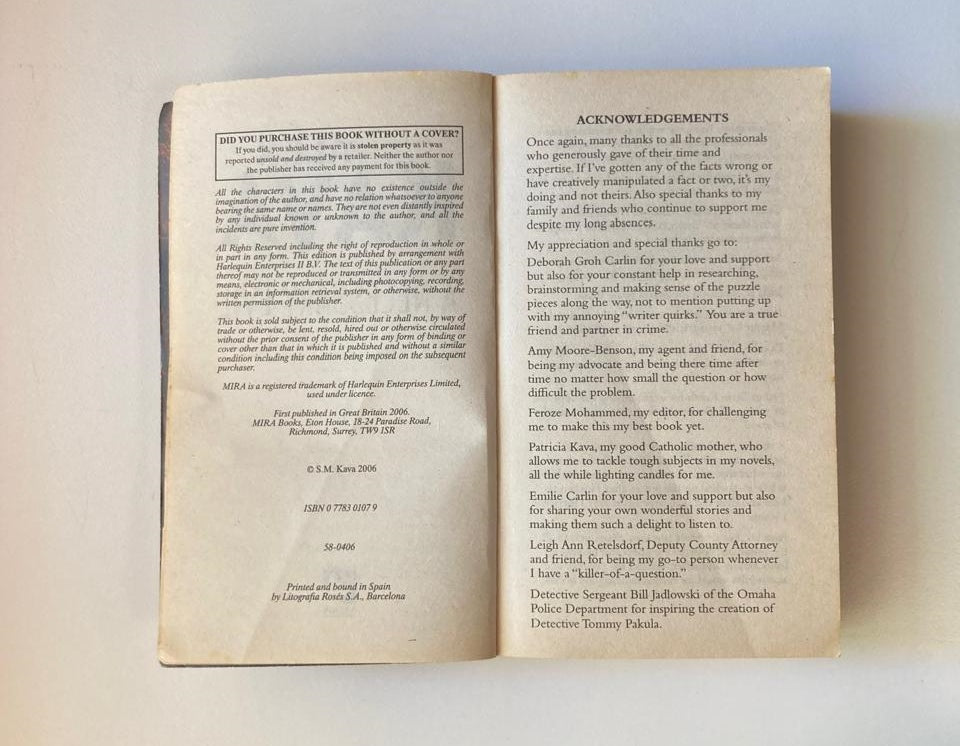 DID YOU PURCHASE THIS BOOK WITHOUT A COVER?
If you did, you should be aware it is stolen property as it was
reported unsold and destroyed by a retailer. Neither the author nor
the publisher has received any payment for this book.
All the characters in this book have no existence outside the
imagination of the author, and have no relation whatsoever to anyone
bearing the same name or names. They are not even distantly inspired
by any individual known or unknown to the author, and all the
incidents are pure invention.
All Rights Reserved including the right of reproduction in whole or
in part in any form. This edition is published by arrangement with
Harlequin Enterprises II B.V. The text of this publication or any part
thereof may not be reproduced or transmitted in any form or by any
means, electronic or mechanical, including photocopying, recording,
storage in an information retrieval system, or otherwise, without the
written permission of the publisher.
This book is sold subject to the condition that it shall not, by way of
trade or otherwise, be lent, resold, hired out or otherwise circulated
without the prior consent of the publisher in any form of binding or
cover other than that in which it is published and without a similar
condition including this condition being imposed on the subsequent
purchaser.
MIRA is a registered trademark of Harlequin Enterprises Limited,
used under licence.
First published in Great Britain 2006.
MIRA Books, Eton House, 18-24 Paradise Road,
Richmond, Surrey, TW9 1SR
© S.M. Kava 2006
ISBN 0 7783 0107 9
58-0406
Printed and bound in Spain
by Litografia Rosés S.A., Barcelona
ACKNOWLEDGEMENTS
Once again, many thanks to all the professionals
who generously gave of their time and
expertise. If I've gotten any of the facts wrong or
have creatively manipulated a fact or two, it's my
doing and not theirs. Also special thanks to my
family and friends who continue to support me
despite my long absences.
My appreciation and special thanks go to:
Deborah Groh Carlin for your love and support
but also for your constant help in researching,
brainstorming and making sense of the puzzle
pieces along the way, not to mention putting up
with my annoying “writer quirks.” You are a true
friend and partner in crime.
Amy Moore-Benson, my agent and friend, for
being my advocate and being there time after
time no matter how small the question or how
difficult the problem.
Feroze Mohammed, my editor, for challenging
me to make this my best book yet.
Patricia Kava, my good Catholic mother, who
allows me to tackle tough subjects in my novels,
all the while lighting candles for me.
Emilie Carlin for your love and support but also
for sharing your own wonderful stories and
making them such a delight to listen to.
Leigh Ann Retelsdorf, Deputy County Attorney
and friend, for being my go-to person whenever
I have a “killer-of-a-question.”
Detective Sergeant Bill Jadlowski of the Omaha
Police Department for inspiring the creation of
Detective Tommy Pakula.